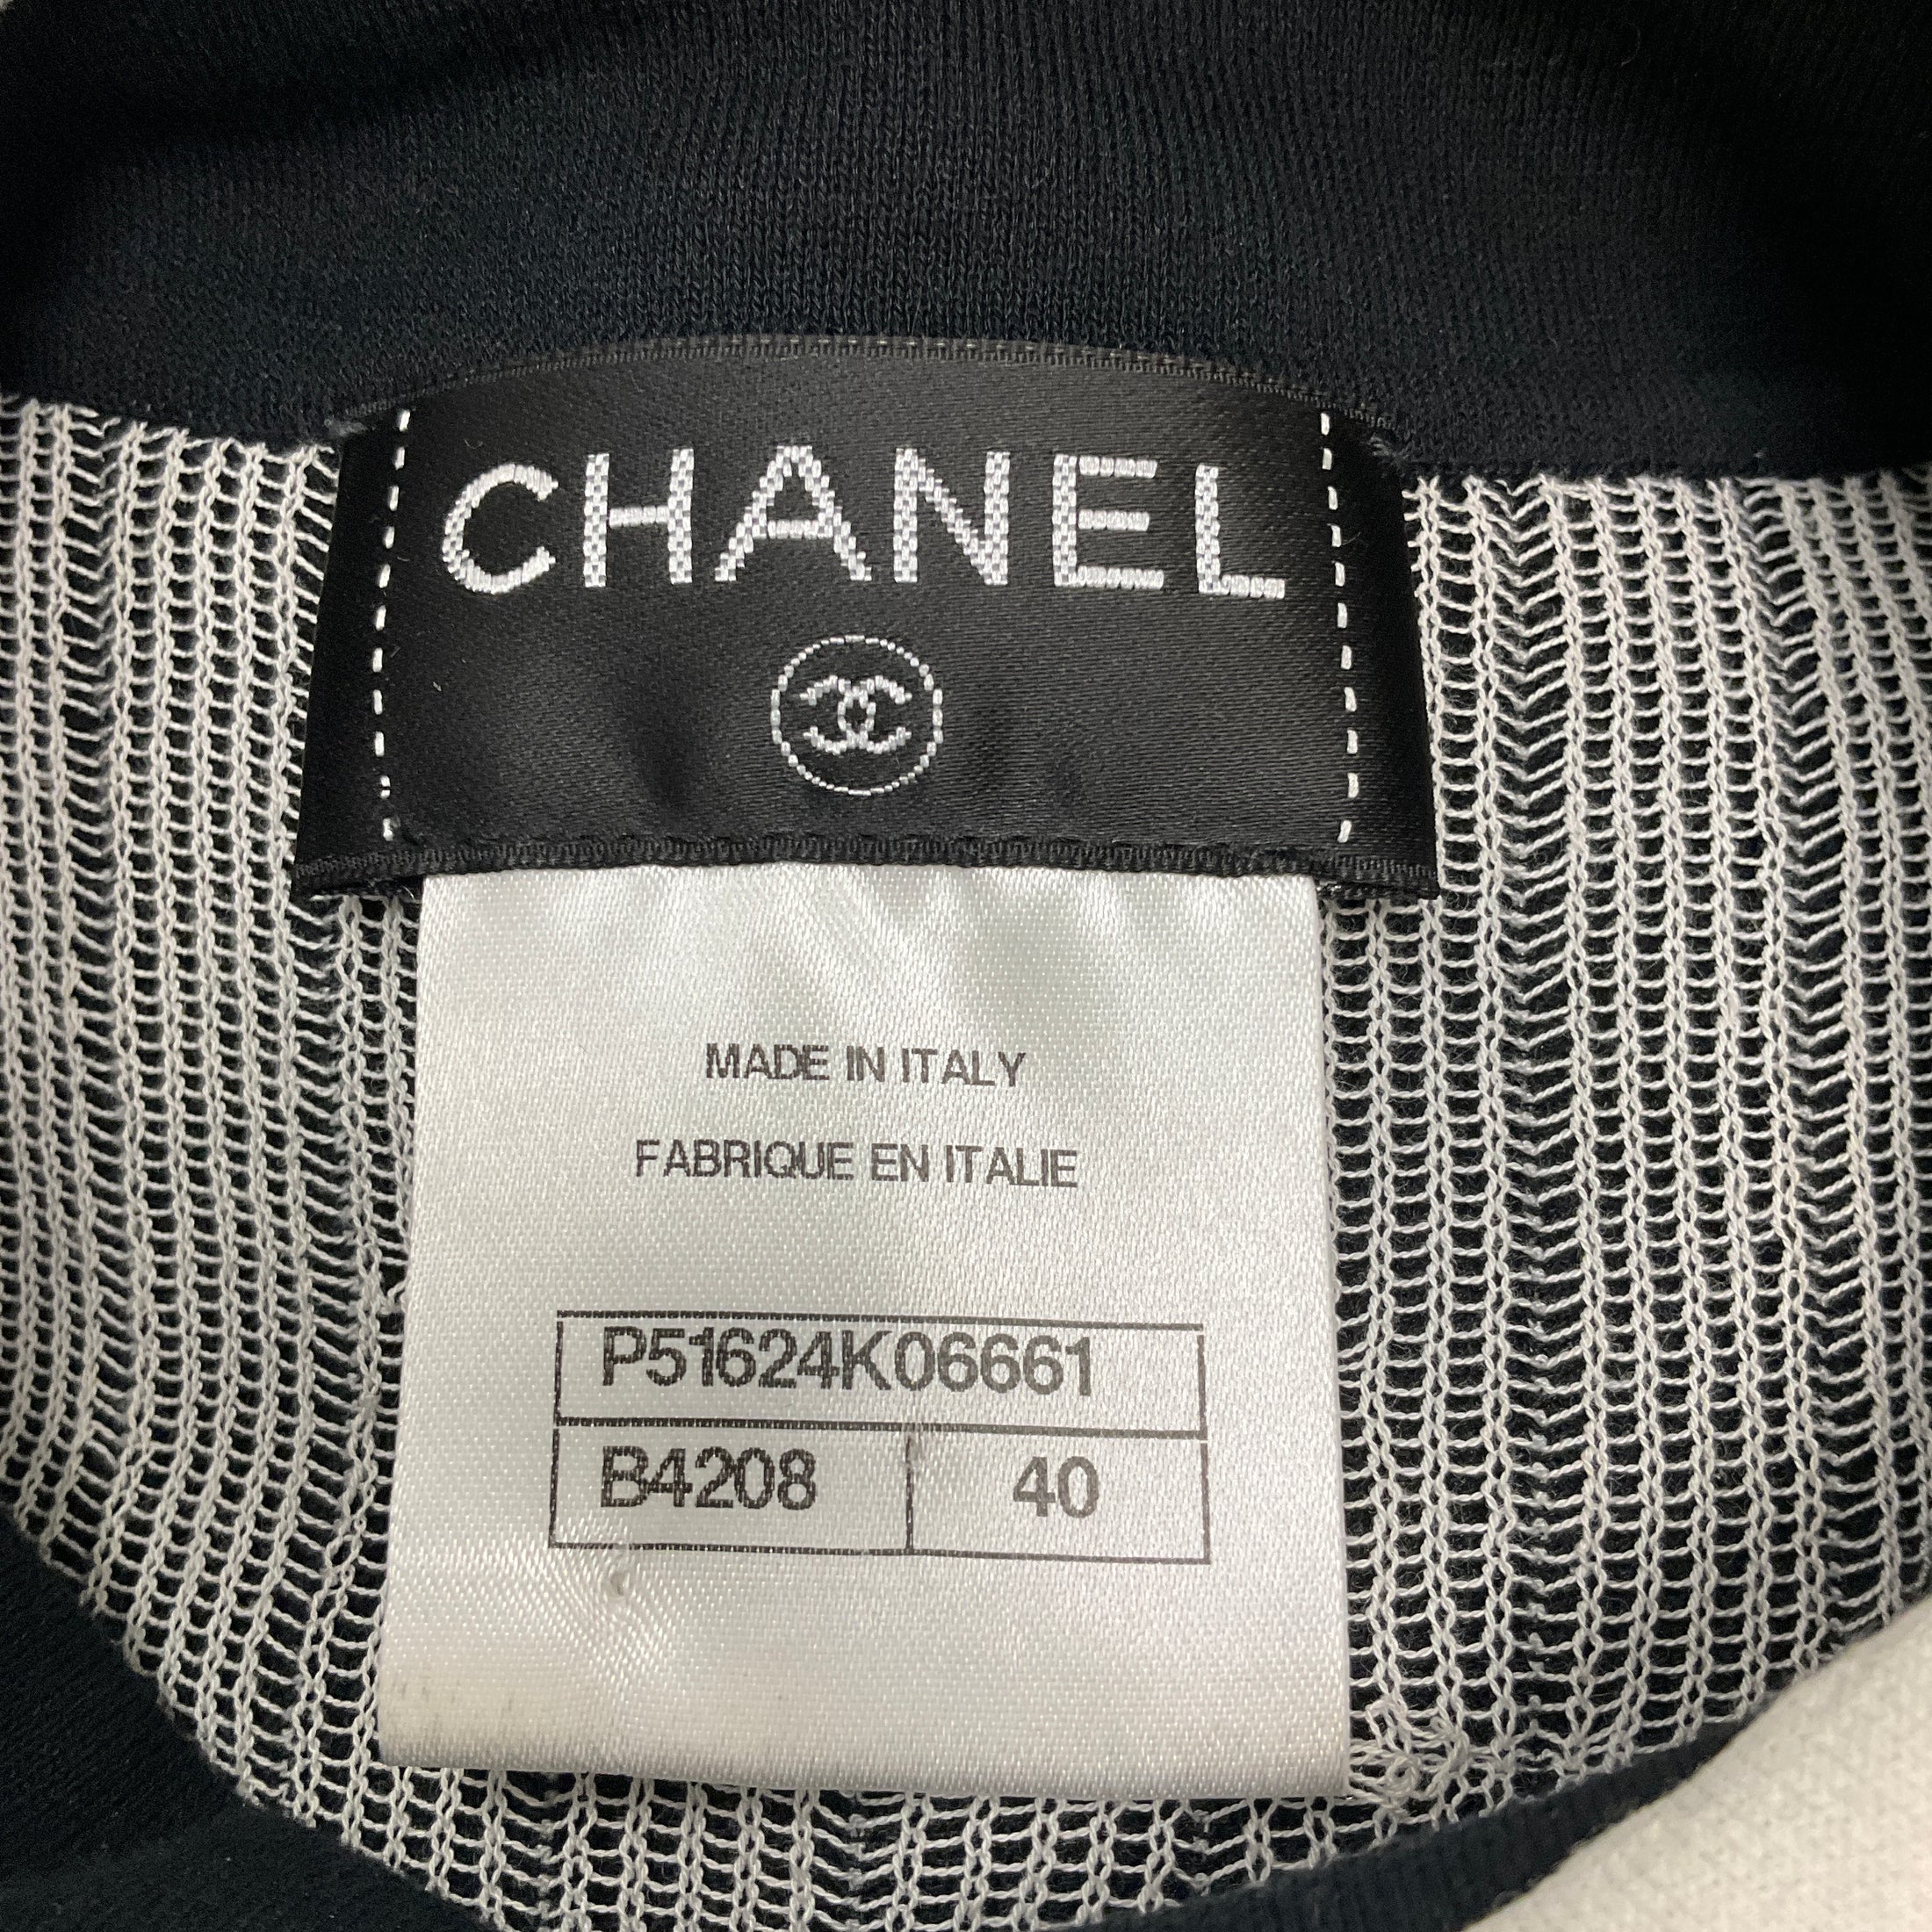 CHANEL
MADE IN ITALY
FABRIQUE EN ITALIE
P51624K06661
B4208 40